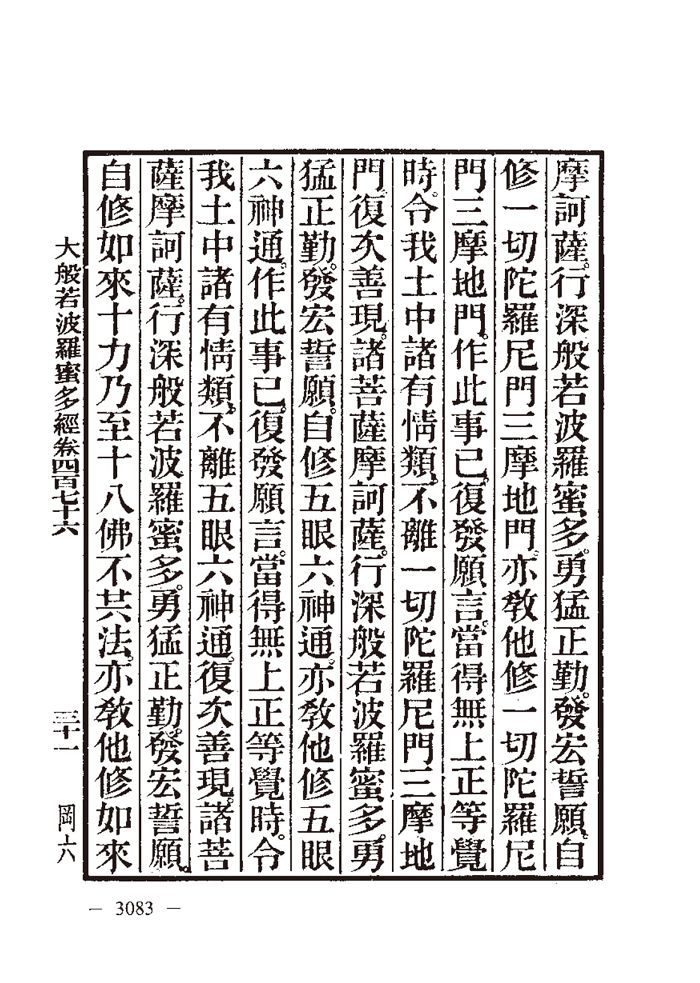 摩訶薩。行深般若波羅蜜多。勇猛正勤。發宏誓願。自
修一切陀羅尼門三摩地門。亦教他修一切陀羅尼
門三摩地門。作此事已。復發願言。當得無上正等覺
時。令我土中諸有情類。不離一切陀羅尼門三摩地
門。復次善現。諸菩薩摩訶薩。行深般若波羅蜜多。勇
猛正勤。發宏誓願。自修五眼六神通。亦教他修五眼
六神通。作此事已。復發願言。當得無上正等覺時。令
我土中諸有情類。不離五眼六神通。復次善現。諸菩
薩摩訶薩。行深般若波羅蜜多。勇猛正勤。發宏誓願。
自修如來十力乃至十八佛不共法。亦教他修如來
大般若波羅蜜多經卷四百七十六 三十一 岡六
— 3083 —